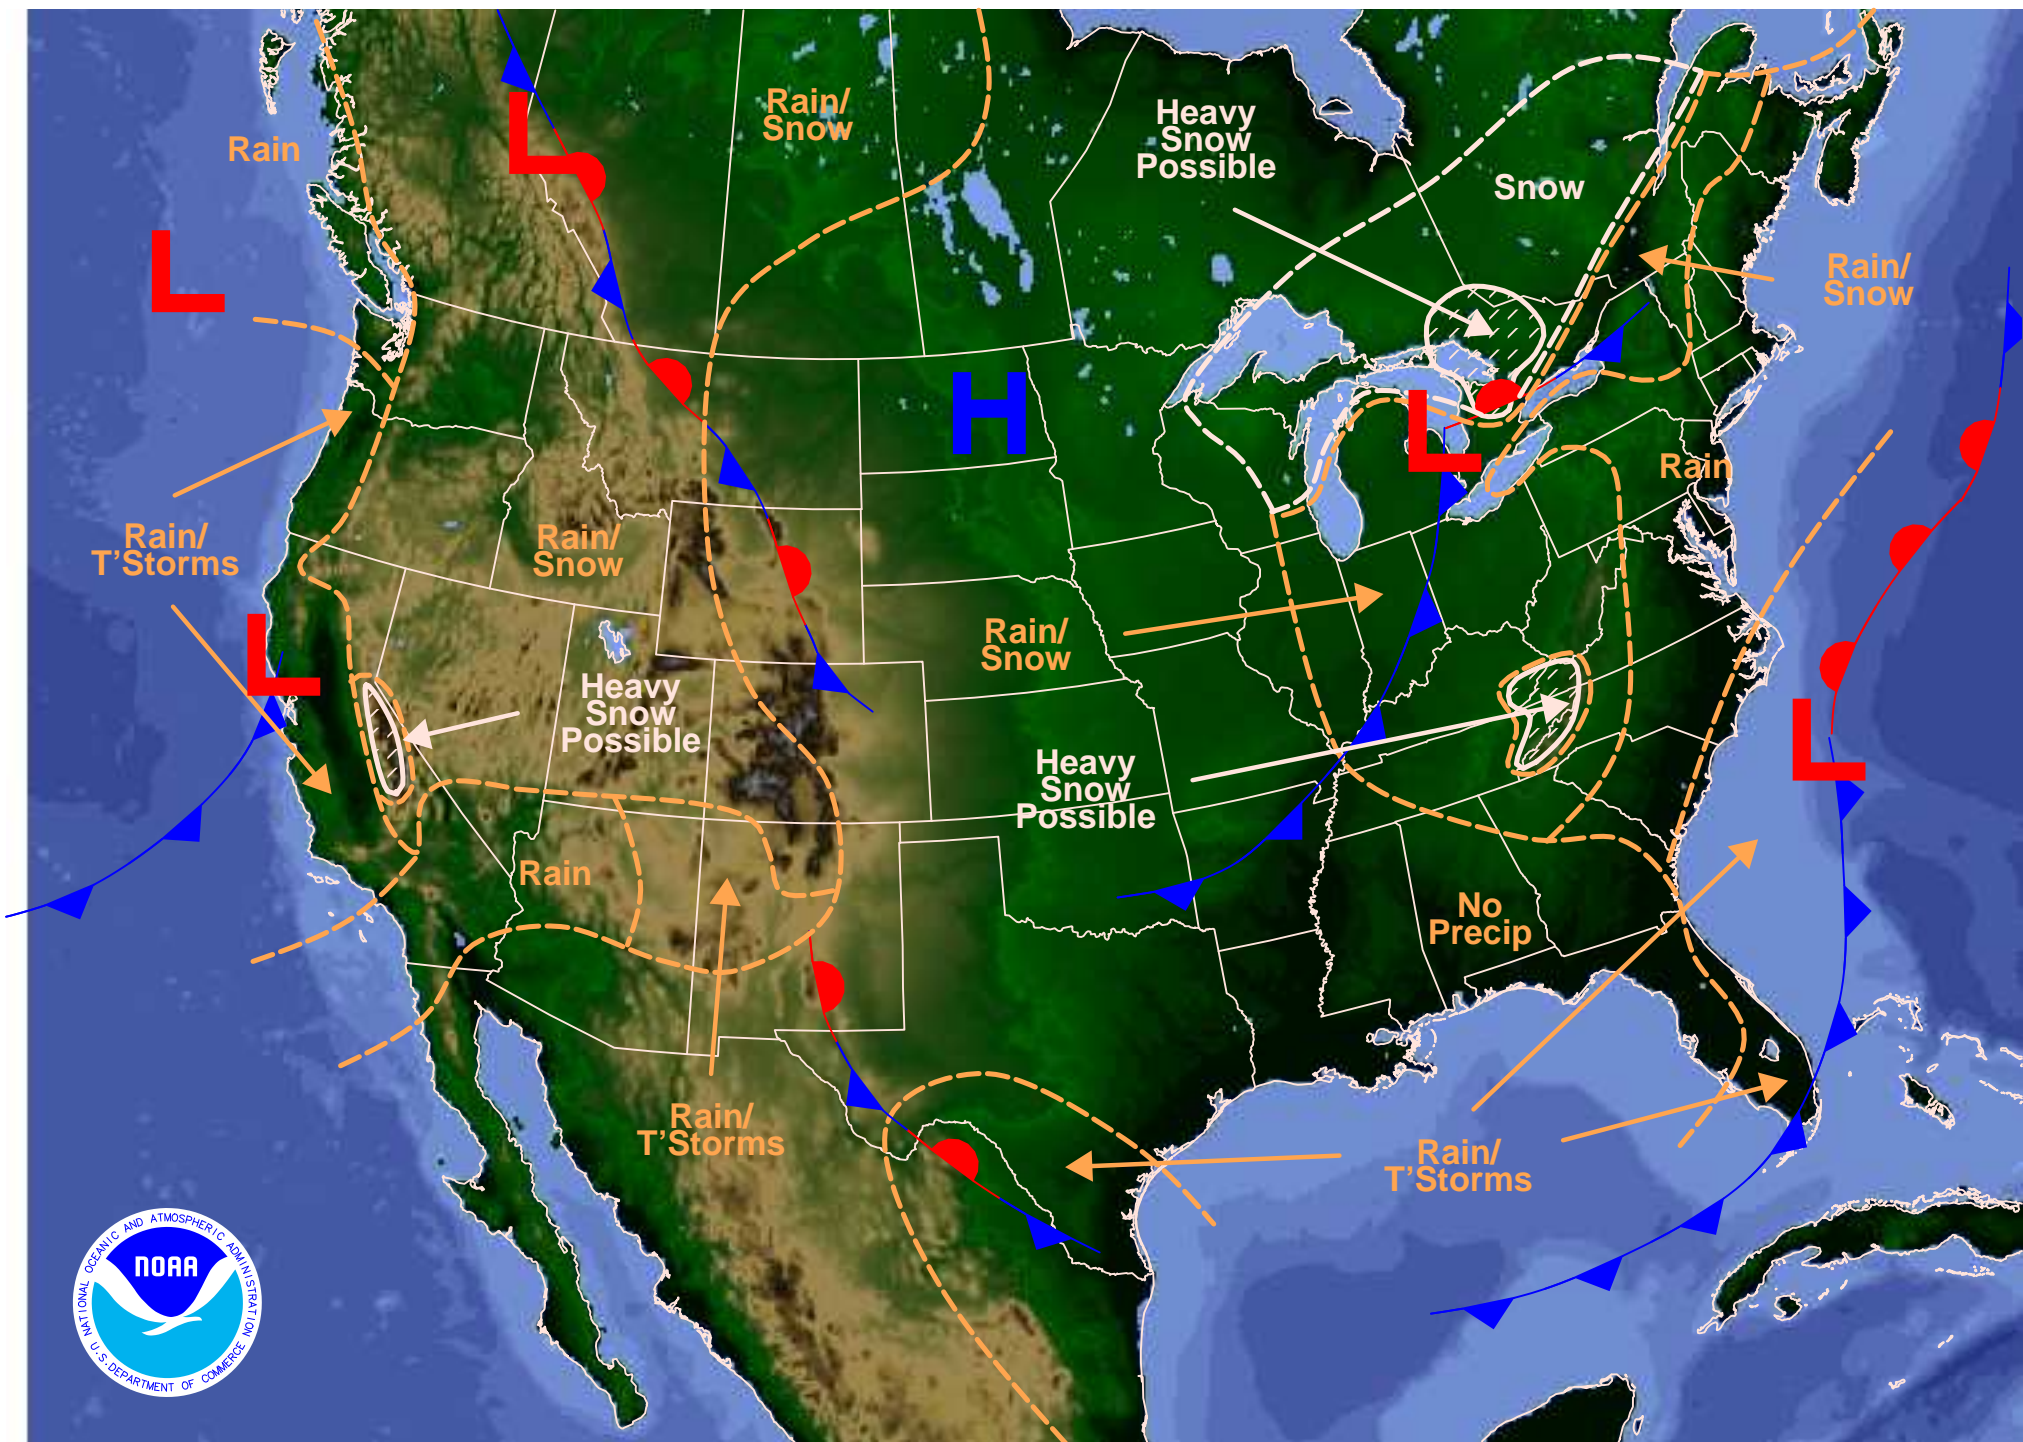 Rain/
Snow
Heavy
Snow
Possible
Rain
Snow
L
L
Rain/
Snow
H
L
Rain
Rain/
T'Storms
Rain/
Snow
L
Rain/
Snow
Heavy
Snow
Possible
L
Heavy
Snow
Possible
Rain
No
Precip
Rain/
T'Storms
Rain/
T'Storms
NATIONAL OCEANIC AND ATMOSPHERIC ADMINISTRATION
NOAA
U.S. DEPARTMENT OF COMMERCE